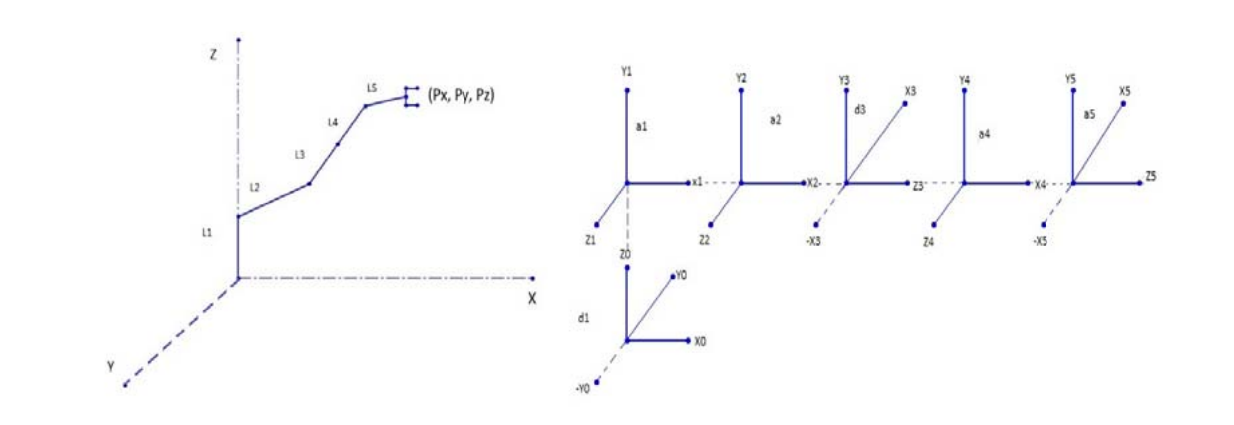 Z
L5
(Px, Py, Pz)
L4
L3
L2
L1
X
Y
Y1
Y2
Y3
Y4
Y5
X3
X5
a1
a2
d3
a4
a5
x1
X2
Z3
X4
Z5
Z1
Z2
-X3
Z4
-X5
Z0
Y0
d1
X0
-Y0